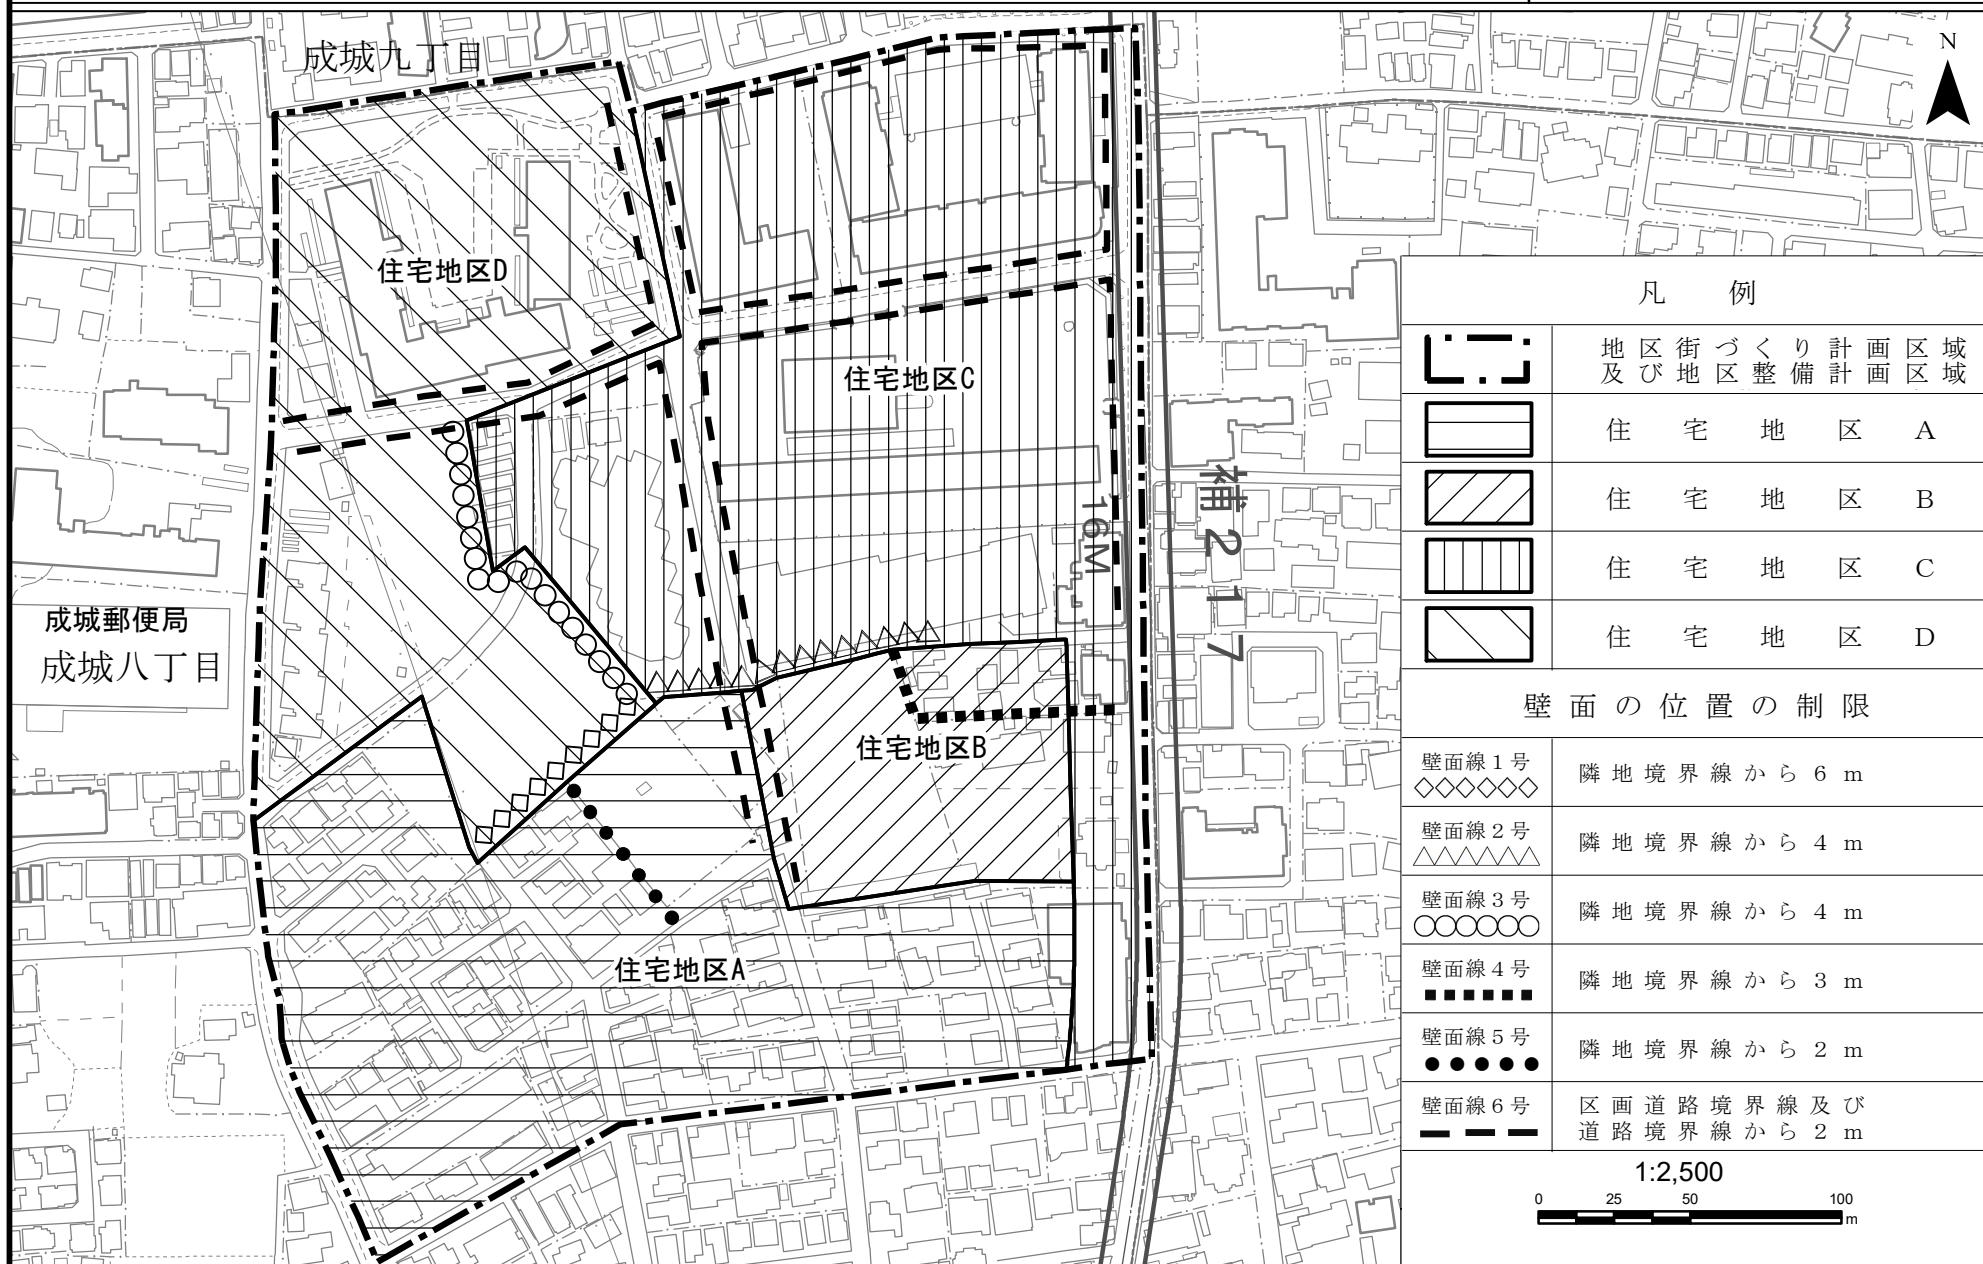 成城九丁目
N
住宅地区D
住宅地区C
16M
補217
成城郵便局
成城八丁目
住宅地区B
住宅地区A
凡例
地区街づくり計画区域
及び地区整備計画区域
住宅地区A
住宅地区B
住宅地区C
住宅地区D
壁面の位置の制限
壁面線1号
隣地境界線から6m
壁面線2号
隣地境界線から4m
壁面線3号
隣地境界線から4m
壁面線4号
隣地境界線から3m
壁面線5号
隣地境界線から2m
壁面線6号
区画道路境界線及び
道路境界線から2m
1:2,500
0 25 50 100
m